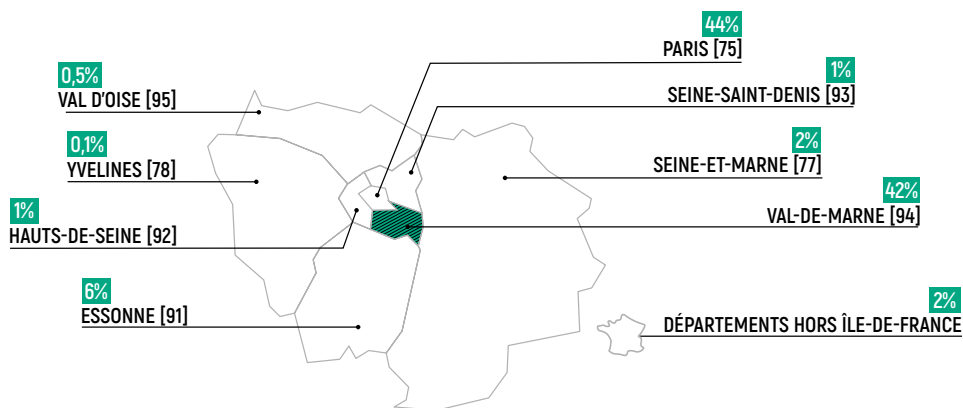 44%
PARIS [75]
0,5%
VAL D'OISE [95]
1%
SEINE-SAINT-DENIS [93]
0,1%
YVELINES [78]
2%
SEINE-ET-MARNE [77]
42%
VAL-DE-MARNE [94]
1%
HAUTS-DE-SEINE [92]
6%
ESSONNE [91]
2%
DÉPARTEMENTS HORS ÎLE-DE-FRANCE